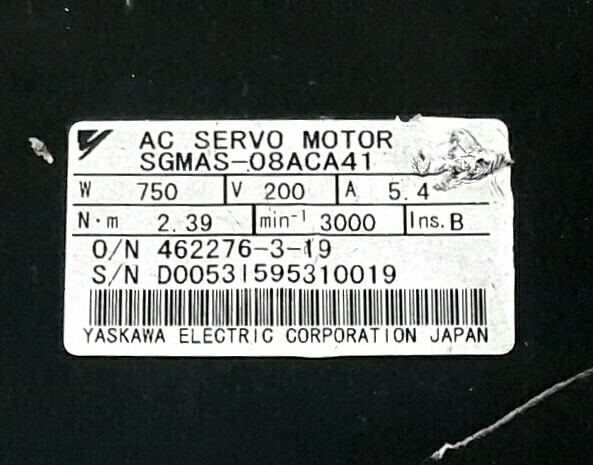 AC SERVO MOTOR
SGMAS-08ACA41
W 750 V 200 A 5.4
N·m 2.39 min-1 3000 Ins. B
O/N 462276-3-19
S/N D00531595310019
YASKAWA ELECTRIC CORPORATION JAPAN